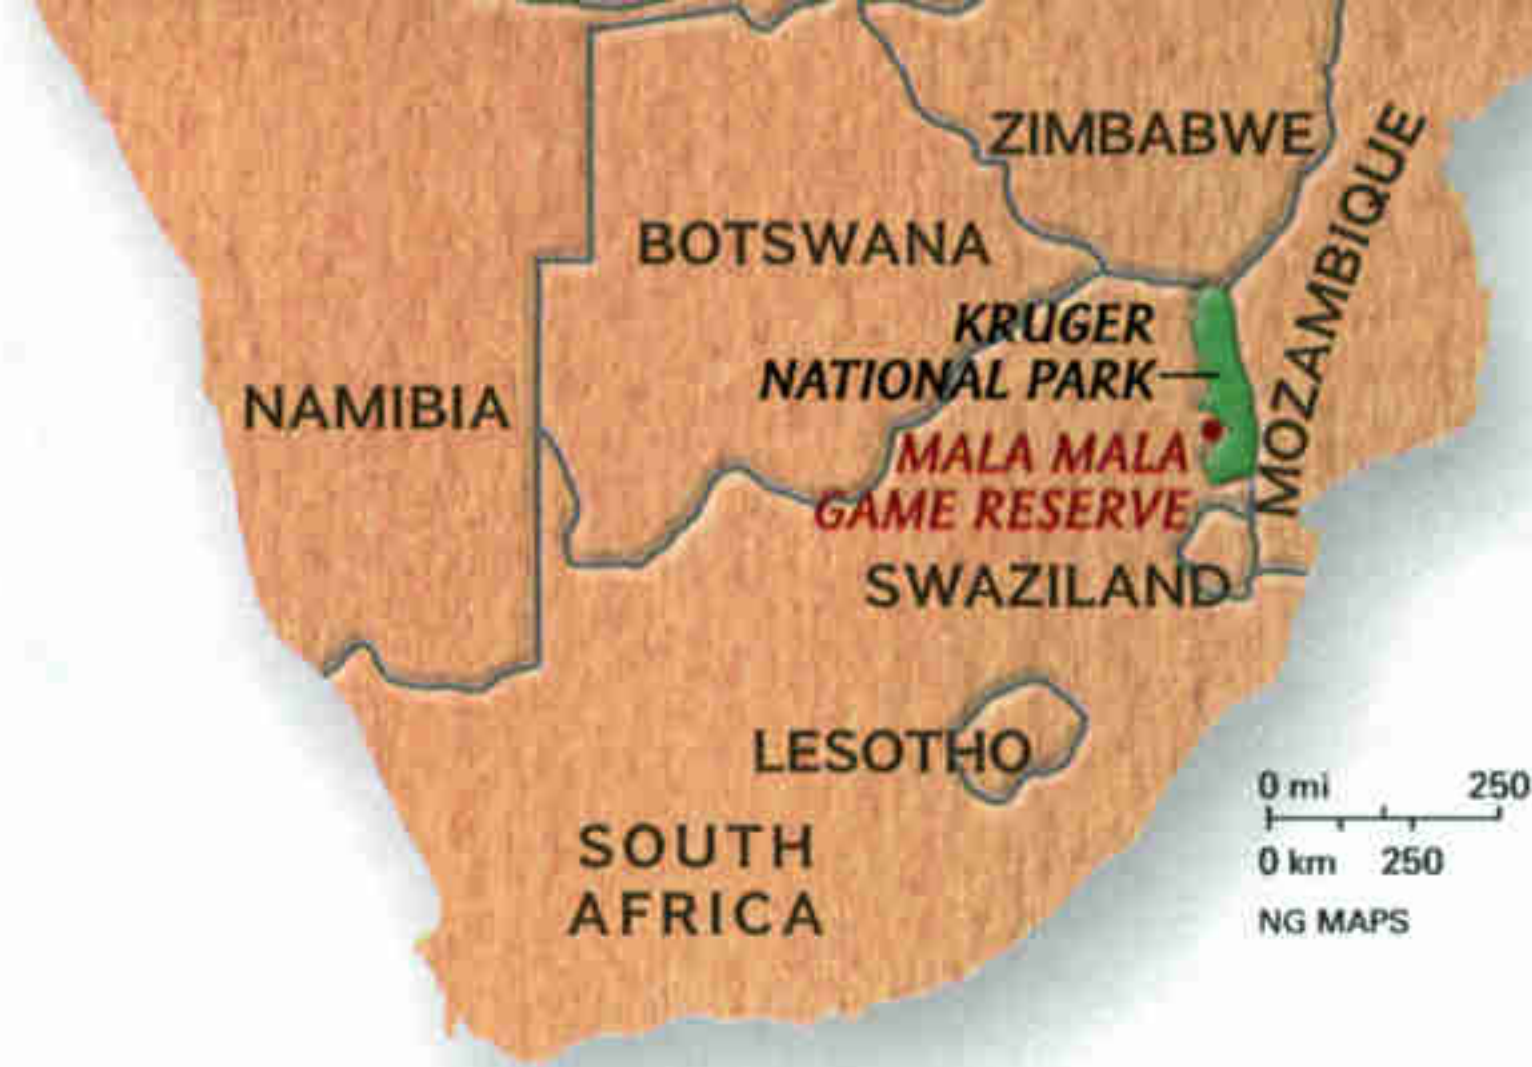 ZIMBABWE
MOZAMBIQUE
BOTSWANA
KRUGER
NATIONAL PARK
NAMIBIA
MALA MALA
GAME RESERVE
SWAZILAND
LESOTHO
SOUTH
AFRICA
0 mi 250
0 km 250
NG MAPS